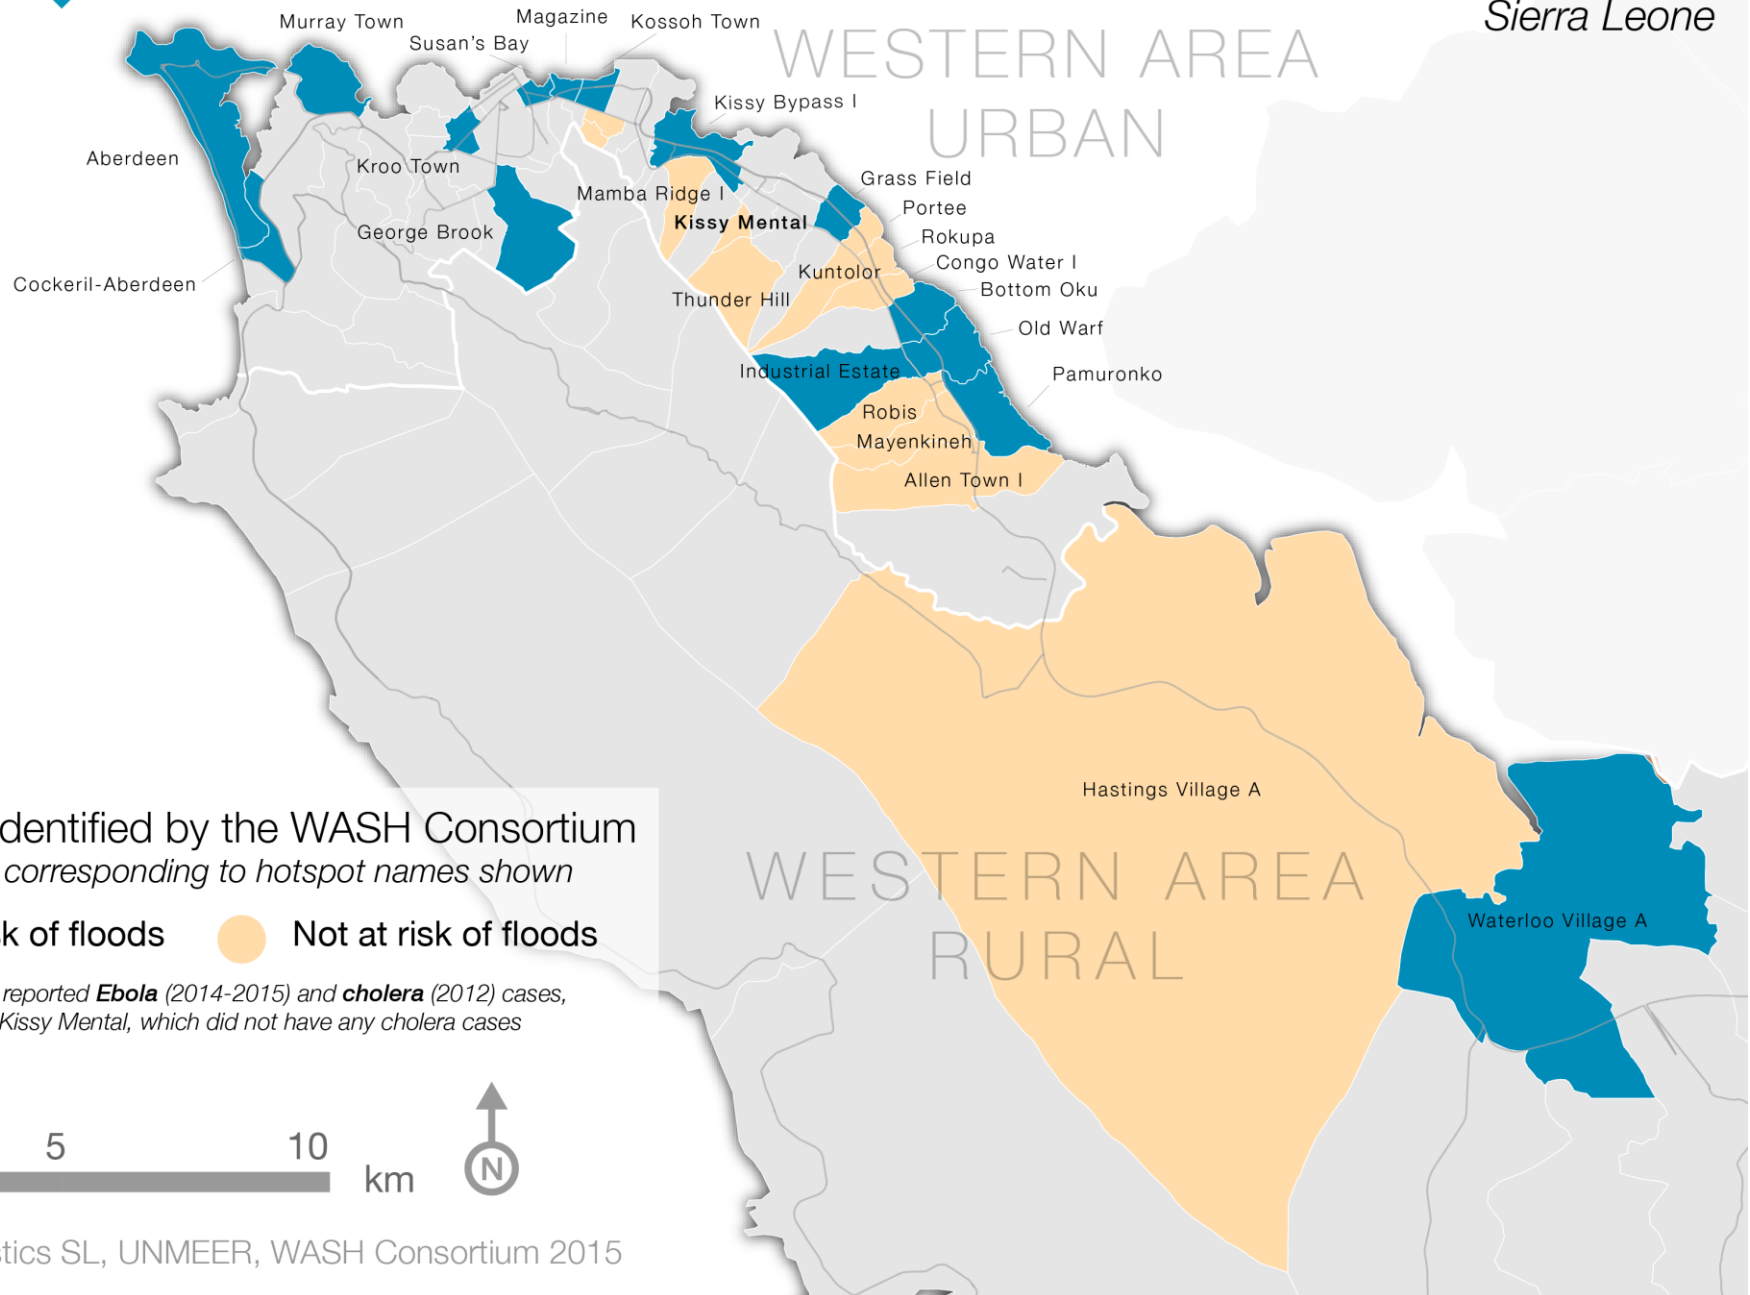 Sierra Leone
WESTERN AREA
URBAN
Murray Town
Susan's Bay
Magazine
Kossoh Town
Kissy Bypass I
Aberdeen
Kroo Town
Mamba Ridge I
Grass Field
Portee
Kissy Mental
George Brook
Rokupa
Congo Water I
Kuntolor
Cockeril-Aberdeen
Bottom Oku
Thunder Hill
Old Warf
Industrial Estate
Pamuronko
Robis
Mayenkineh
Allen Town I
Hastings Village A
WESTERN AREA
RURAL
Waterloo Village A
dentified by the WASH Consortium
corresponding to hotspot names shown
k of floods
Not at risk of floods
reported Ebola (2014-2015) and cholera (2012) cases,
Kissy Mental, which did not have any cholera cases
5 10
km
N
stics SL, UNMEER, WASH Consortium 2015